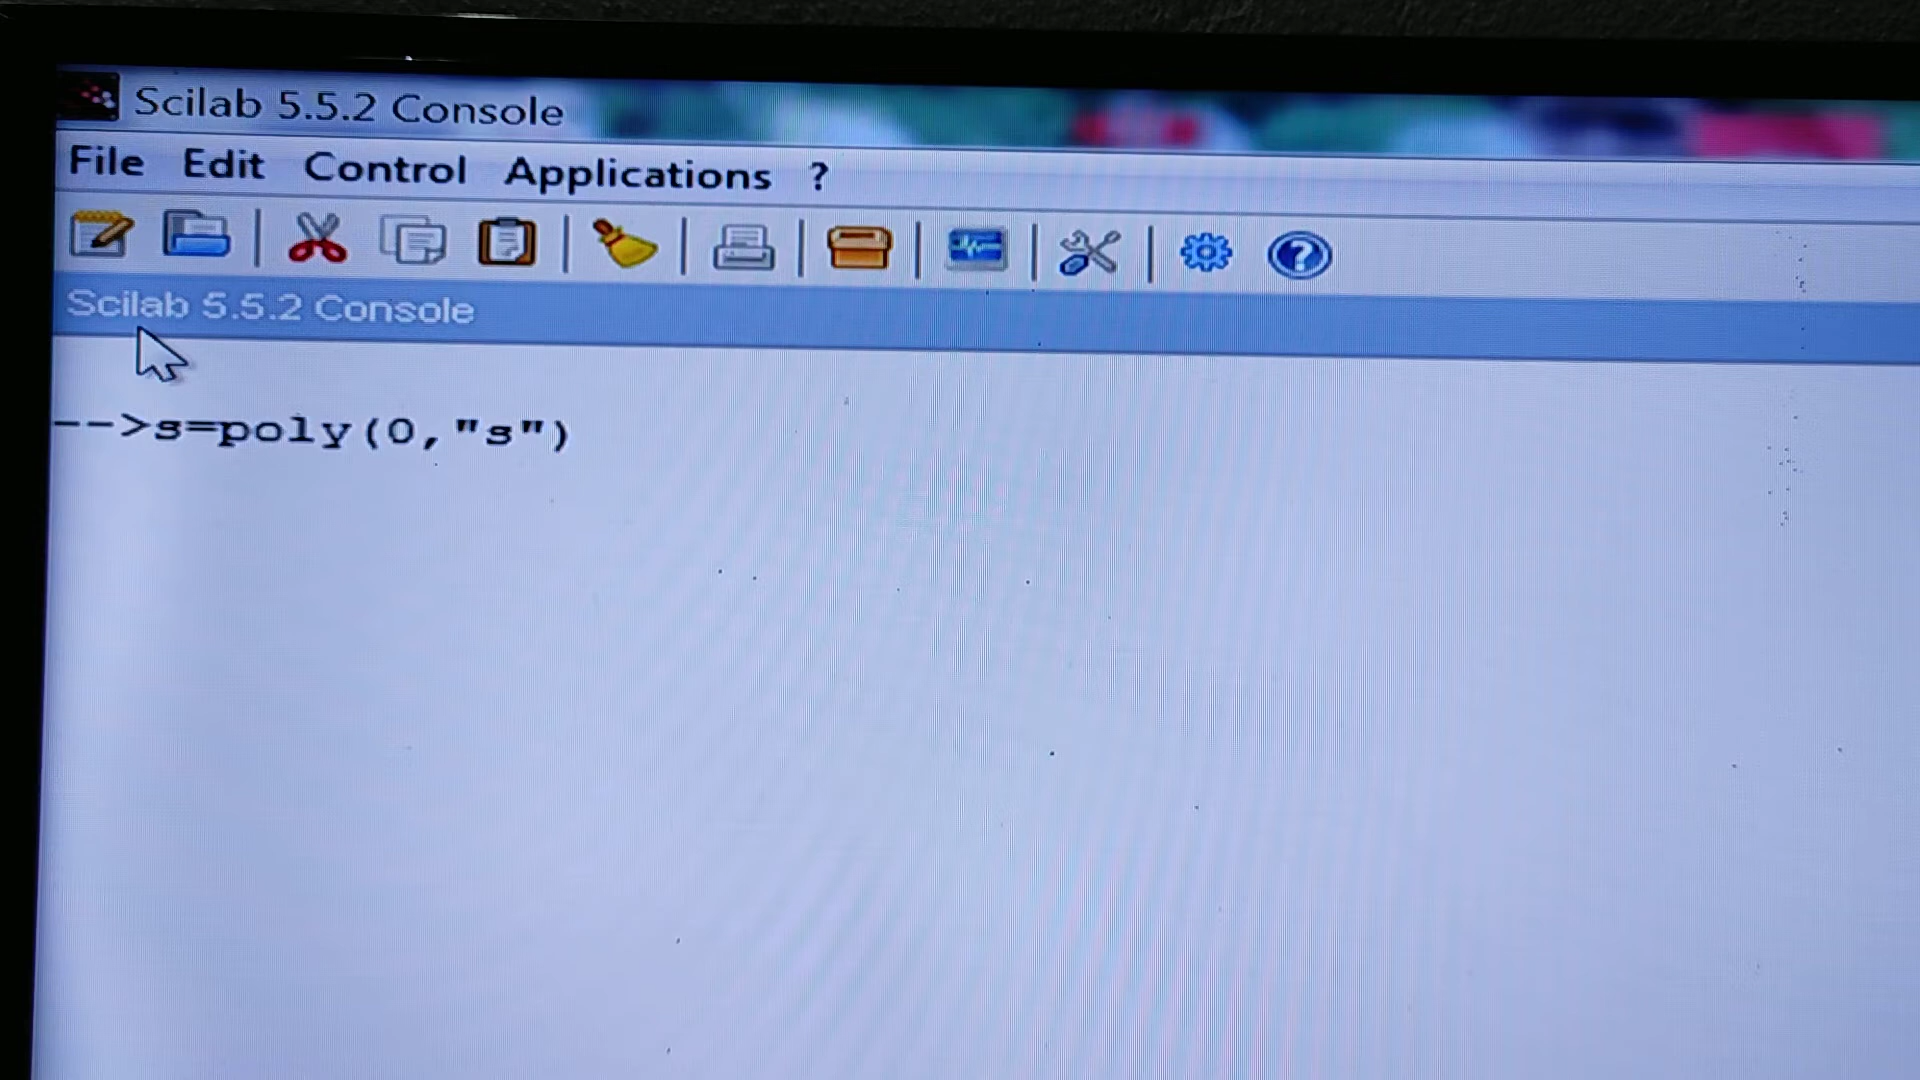 Scilab 5.5.2 Console
File Edit Control Applications ?
Scilab 5.5.2 Console
-->s=poly(0,"s")